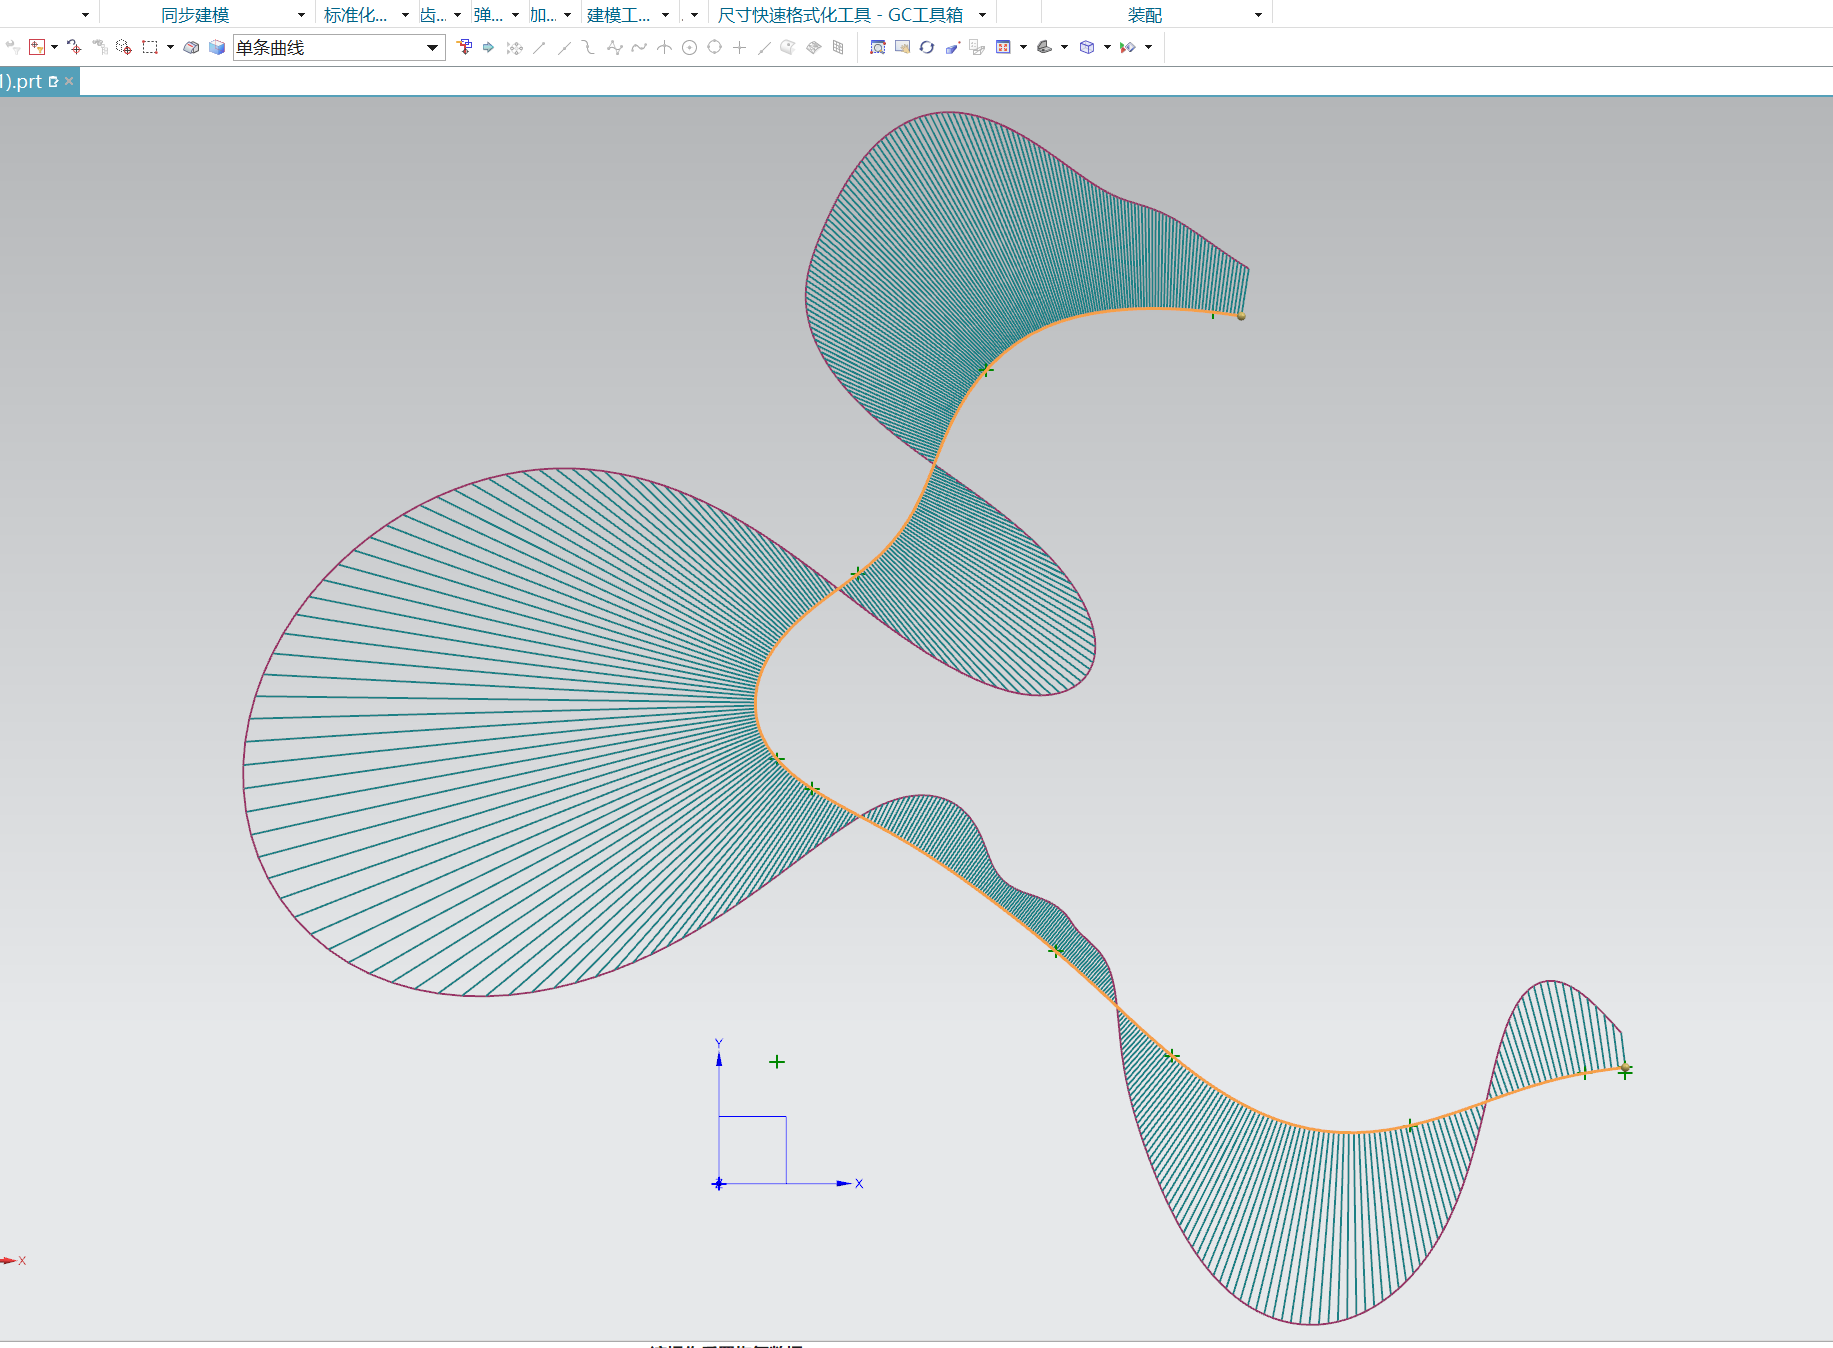 同步建模 标准化... 齿... 弹... 加... 建模工... . 尺寸快速格式化工具 - GC工具箱 装配
单条曲线
1).prt
Y
X
X